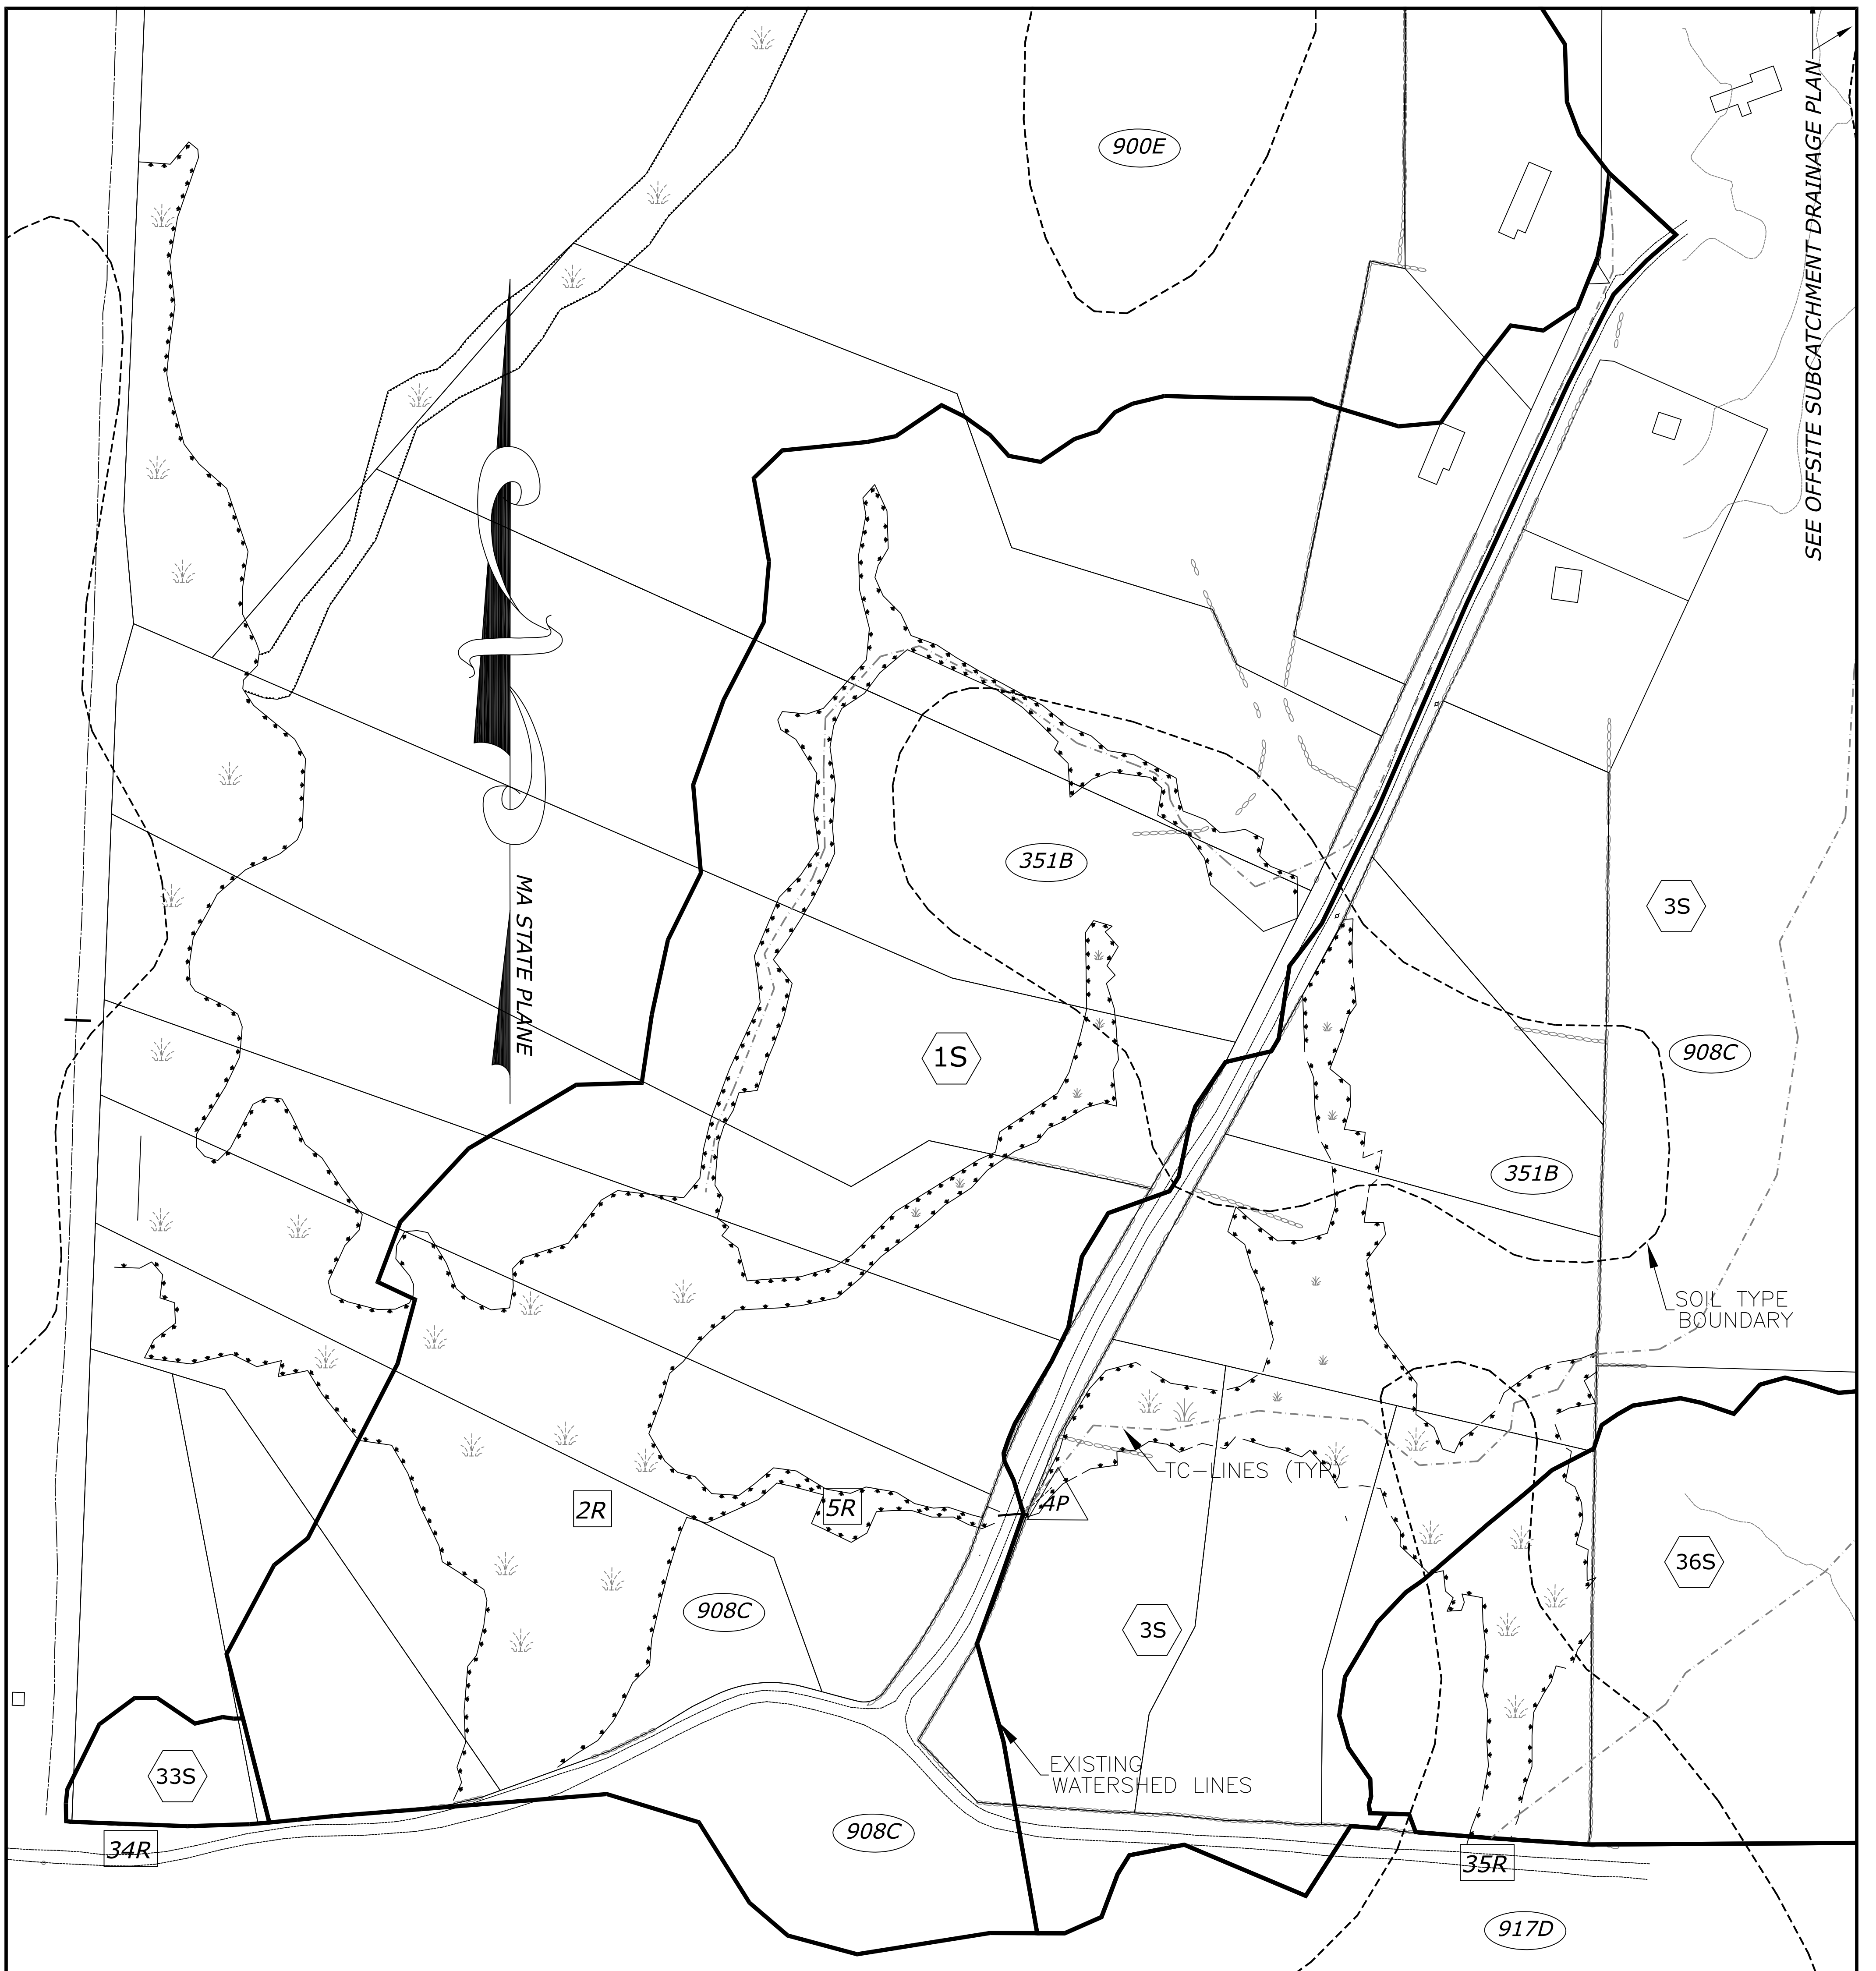 SEE OFFSITE SUBCATCHMENT DRAINAGE PLAN
900E
351B
3S
MA STATE PLANE
1S
908C
351B
SOIL TYPE
BOUNDARY
TC-LINES (TYP)
2R
5R
4P
36S
908C
3S
33S
EXISTING
WATERSHED LINES
908C
34R
35R
917D